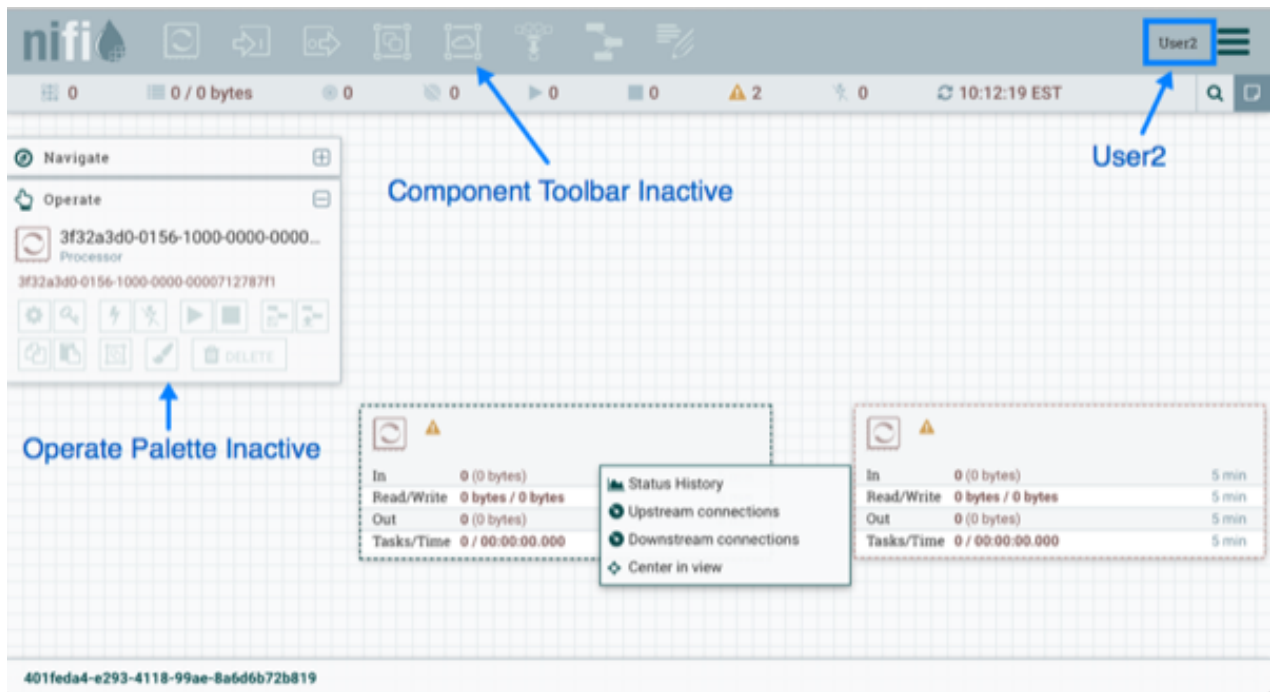 nifi
User2
0
0 / 0 bytes
0
0
0
0
2
0
10:12:19 EST
User2
Component Toolbar Inactive
Navigate
Operate
3f32a3d0-0156-1000-0000-0000...
Processor
3f32a3d0-0156-1000-0000-0000712787f1
DELETE
Operate Palette Inactive
In 0 (0 bytes)
Read/Write 0 bytes / 0 bytes
Out 0 (0 bytes)
Tasks/Time 0 / 00:00:00.000
Status History
Upstream connections
Downstream connections
Center in view
In 0 (0 bytes) 5 min
Read/Write 0 bytes / 0 bytes 5 min
Out 0 (0 bytes) 5 min
Tasks/Time 0 / 00:00:00.000 5 min
401feda4-e293-4118-99ae-8a6d6b72b819